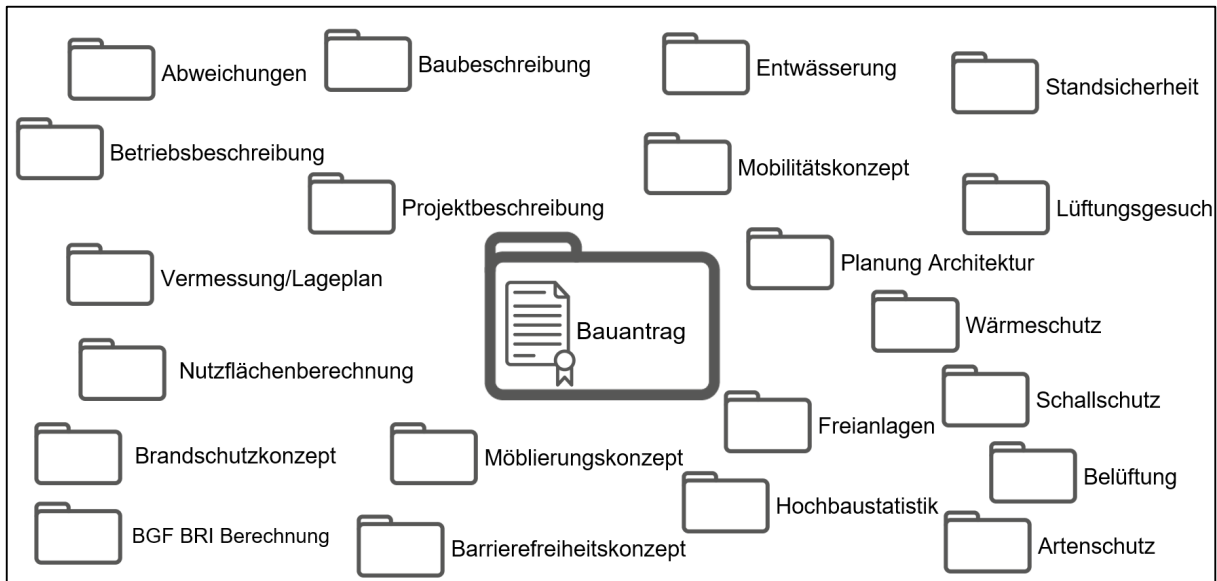 Abweichungen
Baubeschreibung
Entwässerung
Standsicherheit
Betriebsbeschreibung
Mobilitätskonzept
Projektbeschreibung
Lüftungsgesuch
Vermessung/Lageplan
Planung Architektur
Bauantrag
Wärmeschutz
Nutzflächenberechnung
Schallschutz
Freianlagen
Brandschutzkonzept
Möblierungskonzept
Belüftung
Hochbaustatistik
BGF BRI Berechnung
Barrierefreiheitskonzept
Artenschutz